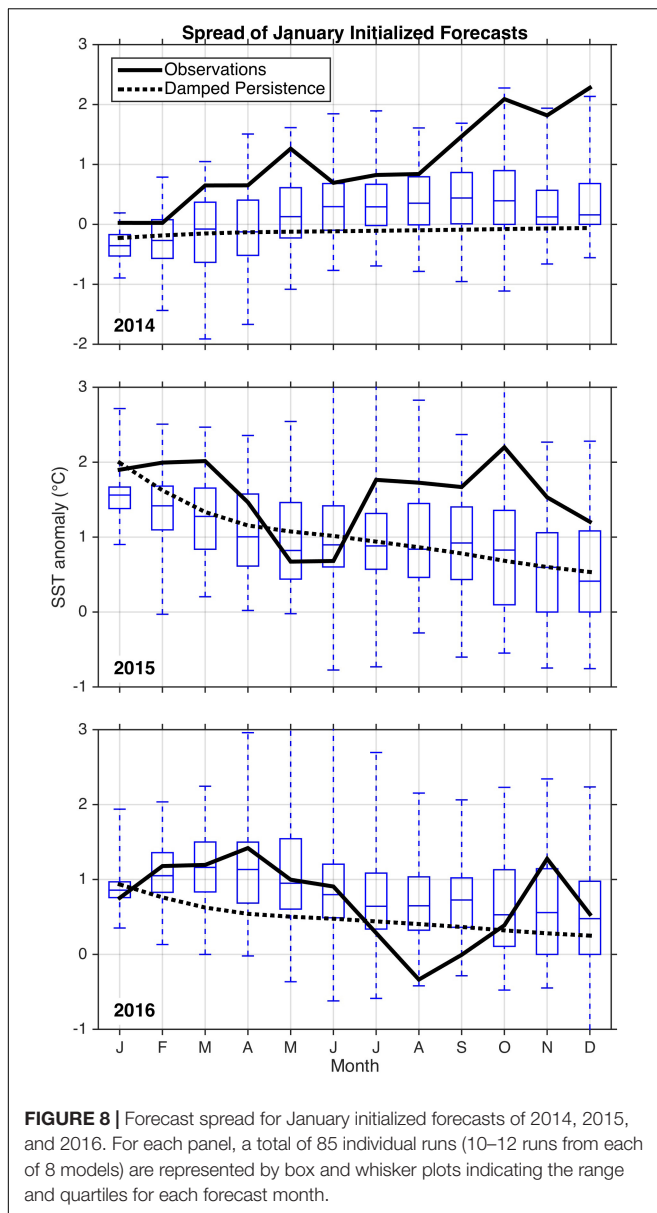 Spread of January Initialized Forecasts
3
Observations
Damped Persistence
2
1
0
-1
2014
-2
3
2
1
SST anomaly (°C)
0
2015
-1
3
2
1
0
2016
-1
J F M A M J J A S O N D
Month
FIGURE 8 | Forecast spread for January initialized forecasts of 2014, 2015,
and 2016. For each panel, a total of 85 individual runs (10–12 runs from each
of 8 models) are represented by box and whisker plots indicating the range
and quartiles for each forecast month.